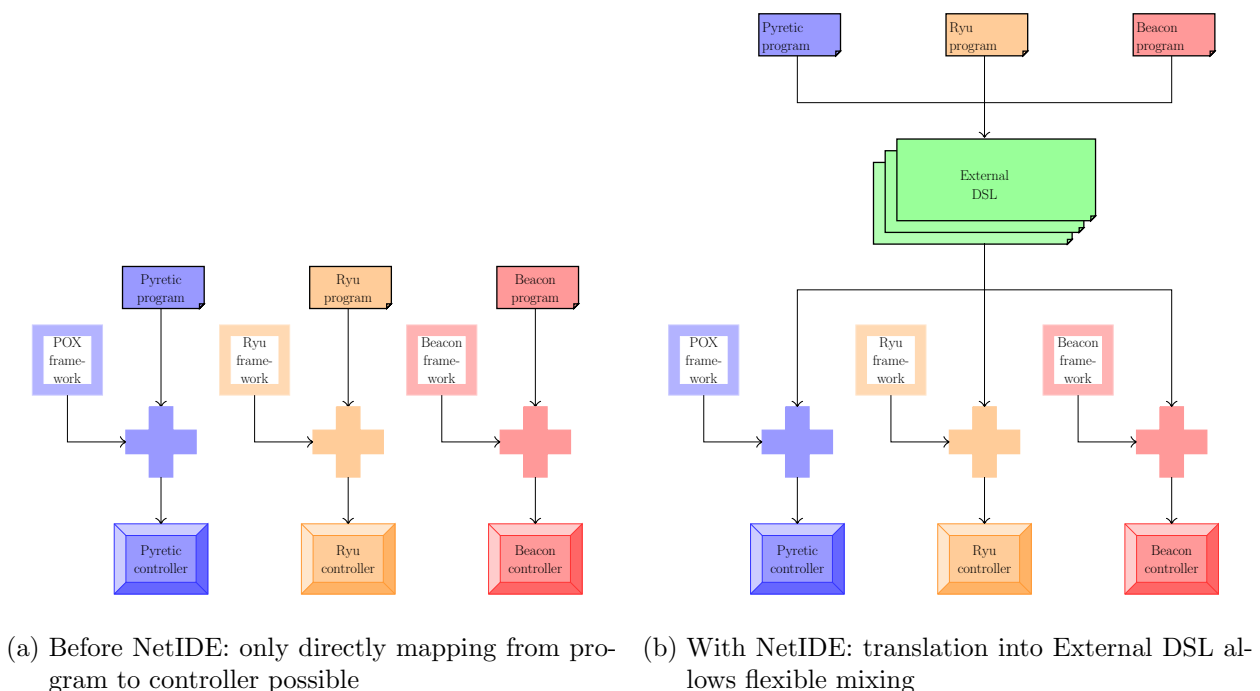 Pyretic
program
Ryu
program
Beacon
program
POX
frame-
work
Ryu
frame-
work
Beacon
frame-
work
Pyretic
controller
Ryu
controller
Beacon
controller
(a) Before NetIDE: only directly mapping from pro-
gram to controller possible
Pyretic
program
Ryu
program
Beacon
program
External
DSL
POX
frame-
work
Ryu
frame-
work
Beacon
frame-
work
Pyretic
controller
Ryu
controller
Beacon
controller
(b) With NetIDE: translation into External DSL al-
lows flexible mixing